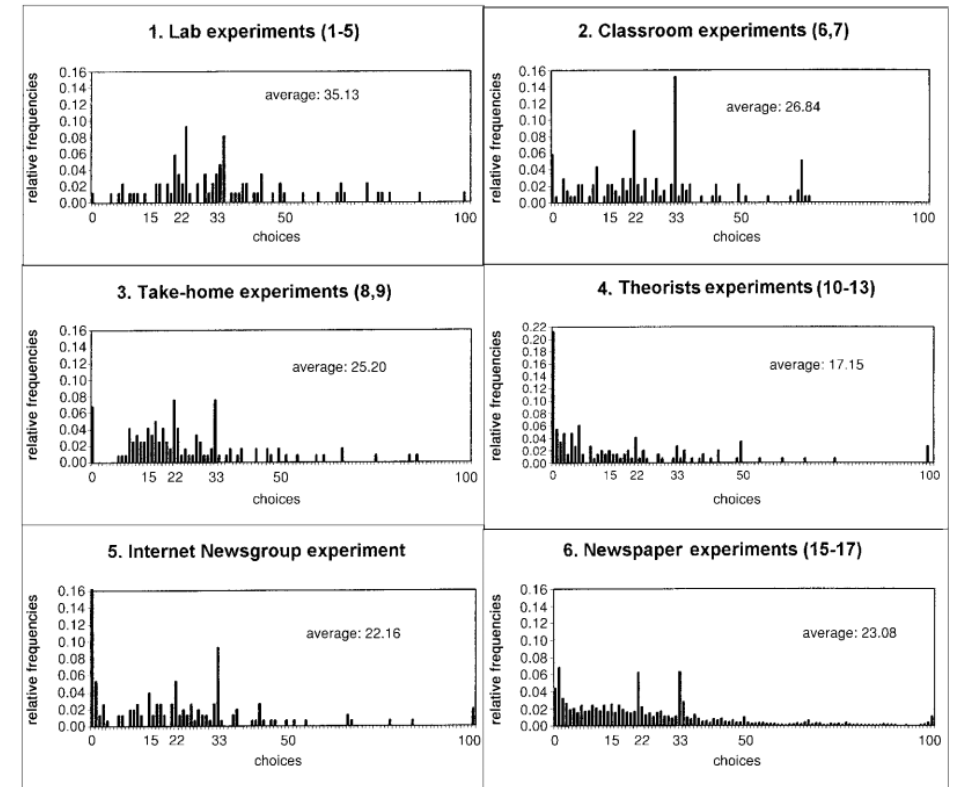 1. Lab experiments (1-5)
relative frequencies
0.16
0.14
0.12
0.10
0.08
0.06
0.04
0.02
0.00
average: 35.13
0 15 22 33 50 100
choices
2. Classroom experiments (6,7)
relative frequencies
0.16
0.14
0.12
0.10
0.08
0.06
0.04
0.02
0.00
average: 26.84
0 15 22 33 50 100
choices
3. Take-home experiments (8,9)
relative frequencies
0.16
0.14
0.12
0.10
0.08
0.06
0.04
0.02
0.00
average: 25.20
0 15 22 33 50 100
choices
4. Theorists experiments (10-13)
relative frequencies
0.22
0.20
0.18
0.16
0.14
0.12
0.10
0.08
0.06
0.04
0.02
0.00
average: 17.15
0 15 22 33 50 100
choices
5. Internet Newsgroup experiment
relative frequencies
0.16
0.14
0.12
0.10
0.08
0.06
0.04
0.02
0.00
average: 22.16
0 15 22 33 50 100
choices
6. Newspaper experiments (15-17)
relative frequencies
0.16
0.14
0.12
0.10
0.08
0.06
0.04
0.02
0.00
average: 23.08
0 15 22 33 50 100
choices